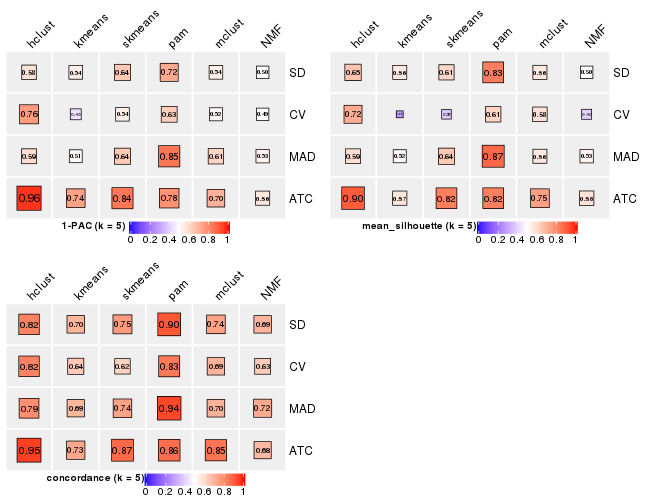 hclust kmeans skmeans pam mclust NMF
0.58 0.54 0.64 0.72 0.54 0.50 SD
0.76 0.54 0.63 0.52 0.49 CV
0.59 0.51 0.64 0.85 0.61 0.53 MAD
0.96 0.74 0.84 0.78 0.70 0.56 ATC
1-PAC (k = 5)
0 0.2 0.4 0.6 0.8 1
hclust kmeans skmeans pam mclust NMF
0.65 0.56 0.61 0.83 0.56 0.50 SD
0.72 0.61 0.58 CV
0.59 0.52 0.64 0.87 0.56 0.53 MAD
0.90 0.57 0.82 0.82 0.75 0.58 ATC
mean_silhouette (k = 5)
0 0.2 0.4 0.6 0.8 1
hclust kmeans skmeans pam mclust NMF
0.82 0.70 0.75 0.90 0.74 0.69 SD
0.82 0.64 0.62 0.83 0.69 0.63 CV
0.79 0.69 0.74 0.94 0.70 0.72 MAD
0.95 0.73 0.87 0.86 0.85 0.68 ATC
concordance (k = 5)
0 0.2 0.4 0.6 0.8 1